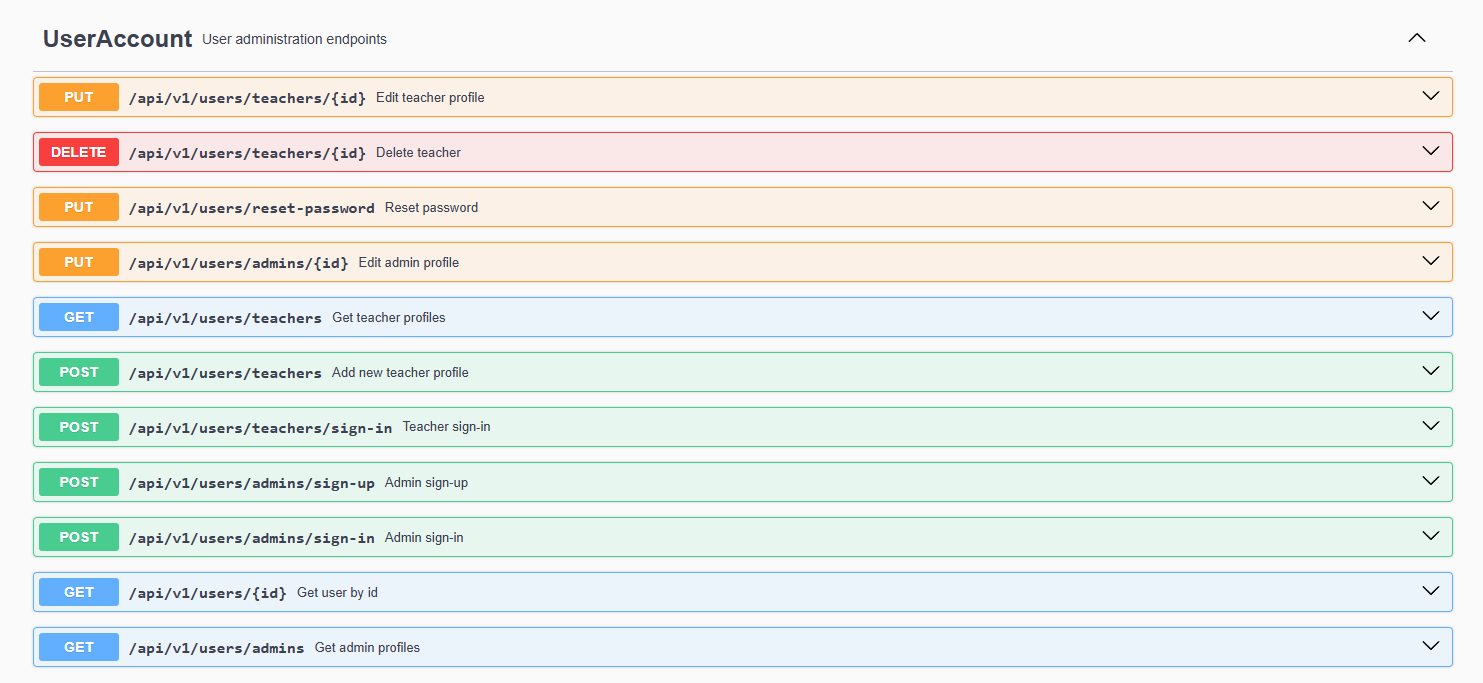 UserAccount User administration endpoints
PUT /api/v1/users/teachers/{id} Edit teacher profile
DELETE /api/v1/users/teachers/{id} Delete teacher
PUT /api/v1/users/reset-password Reset password
PUT /api/v1/users/admins/{id} Edit admin profile
GET /api/v1/users/teachers Get teacher profiles
POST /api/v1/users/teachers Add new teacher profile
POST /api/v1/users/teachers/sign-in Teacher sign-in
POST /api/v1/users/admins/sign-up Admin sign-up
POST /api/v1/users/admins/sign-in Admin sign-in
GET /api/v1/users/{id} Get user by id
GET /api/v1/users/admins Get admin profiles